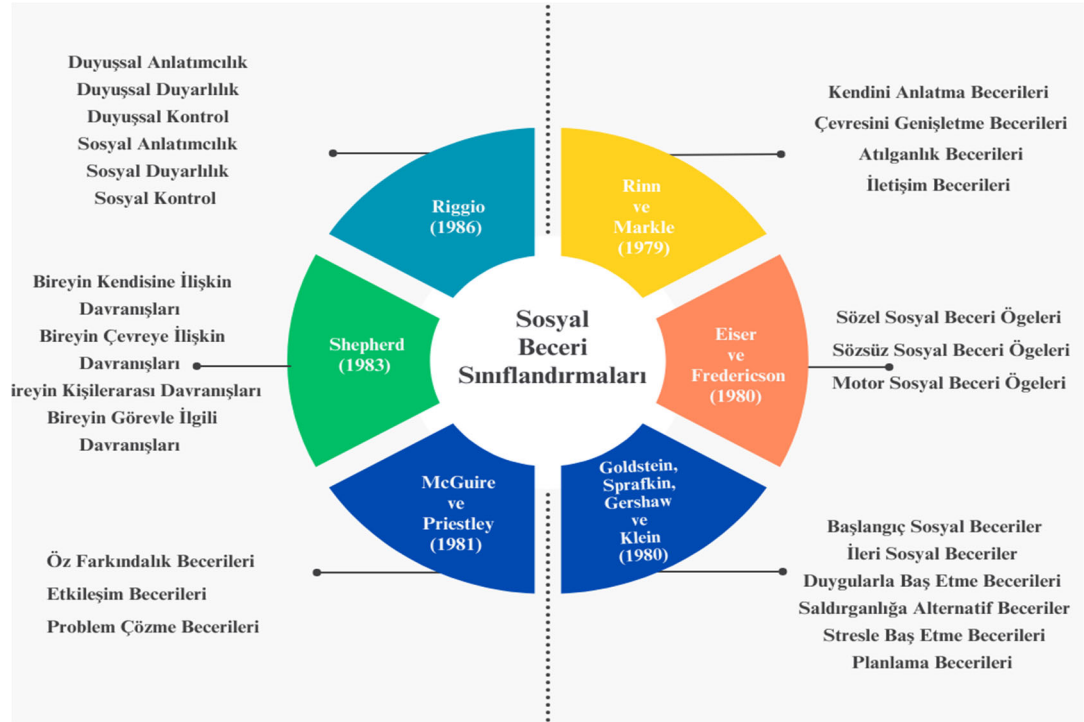 Duyuşsal Anlatımcılık
Duyuşsal Duyarlılık
Duyuşsal Kontrol
Sosyal Anlatımcılık
Sosyal Duyarlılık
Sosyal Kontrol
Riggio
(1986)
Rinn
ve
Markle
(1979)
Kendini Anlatma Becerileri
Çevresini Genişletme Becerileri
Atılganlık Becerileri
İletişim Becerileri
Bireyin Kendisine İlişkin
Davranışları
Bireyin Çevreye İlişkin
Davranışları
ireyin Kişilerarası Davranışları
Bireyin Görevle İlgili
Davranışları
Shepherd
(1983)
Sosyal
Beceri
Sınıflandırmaları
Eiser
ve
Fredericson
(1980)
Sözel Sosyal Beceri Ögeleri
Sözsüz Sosyal Beceri Ögeleri
Motor Sosyal Beceri Ögeleri
McGuire
ve
Priestley
(1981)
Öz Farkındalık Becerileri
Etkileşim Becerileri
Problem Çözme Becerileri
Goldstein,
Sprafkin,
Gershaw
ve
Klein
(1980)
Başlangıç Sosyal Beceriler
İleri Sosyal Beceriler
Duygularla Baş Etme Becerileri
Saldırganlığa Alternatif Beceriler
Stresle Baş Etme Becerileri
Planlama Becerileri